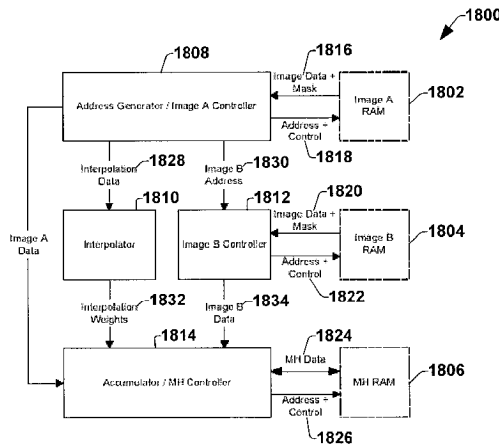 1800
1808
1816
Image Data +
Mask
Address Generator / Image A Controller
Image A
RAM
1802
Address +
Control
1818
Interpolation
Data
1828
Image B
Address
1830
1810
1812
1820
Image Data +
Mask
Image A
Data
Interpolator
Image B Controller
Image B
RAM
1804
Address +
Control
1822
Interpolation
Weights
1832
Image B
Data
1834
1814
1824
MH Data
Accumulator / MH Controller
MH RAM
1806
Address +
Control
1826